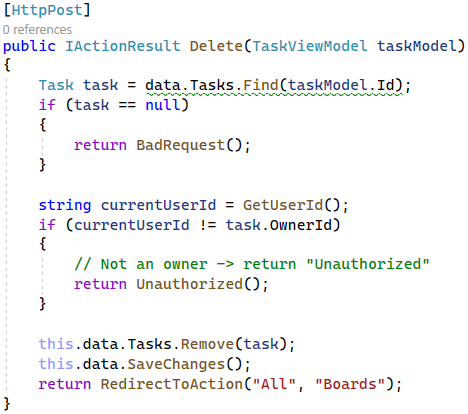 [HttpPost]
0 references
public IActionResult Delete(TaskViewModel taskModel)
{
    Task task = data.Tasks.Find(taskModel.Id);
    if (task == null)
    {
        return BadRequest();
    }

    string currentUserId = GetUserId();
    if (currentUserId != task.OwnerId)
    {
        // Not an owner -> return "Unauthorized"
        return Unauthorized();
    }

    this.data.Tasks.Remove(task);
    this.data.SaveChanges();
    return RedirectToAction("All", "Boards");
}